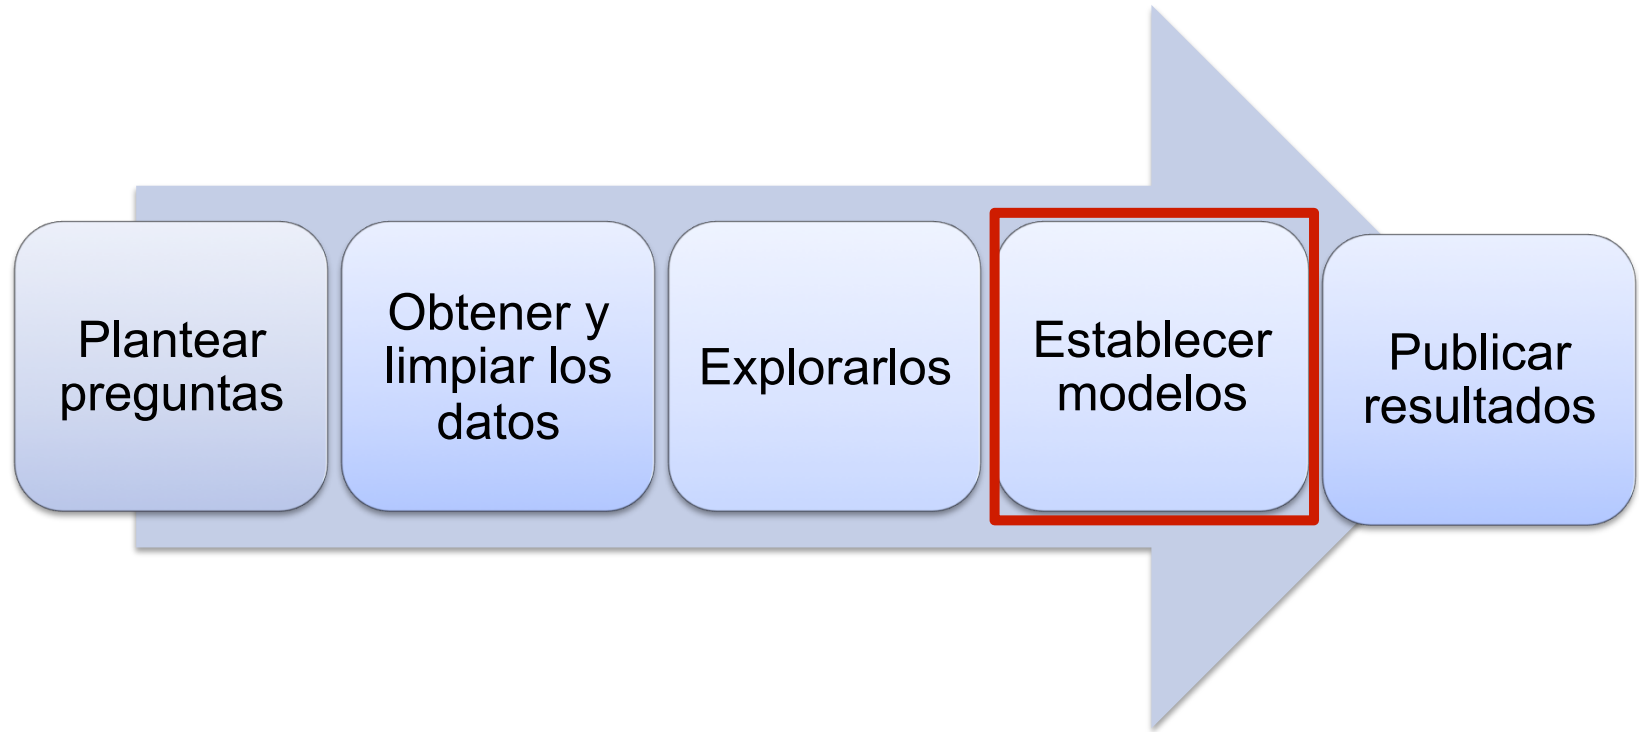 Plantear
preguntas
Obtener y
limpiar los
datos
Explorarlos
Establecer
modelos
Publicar
resultados